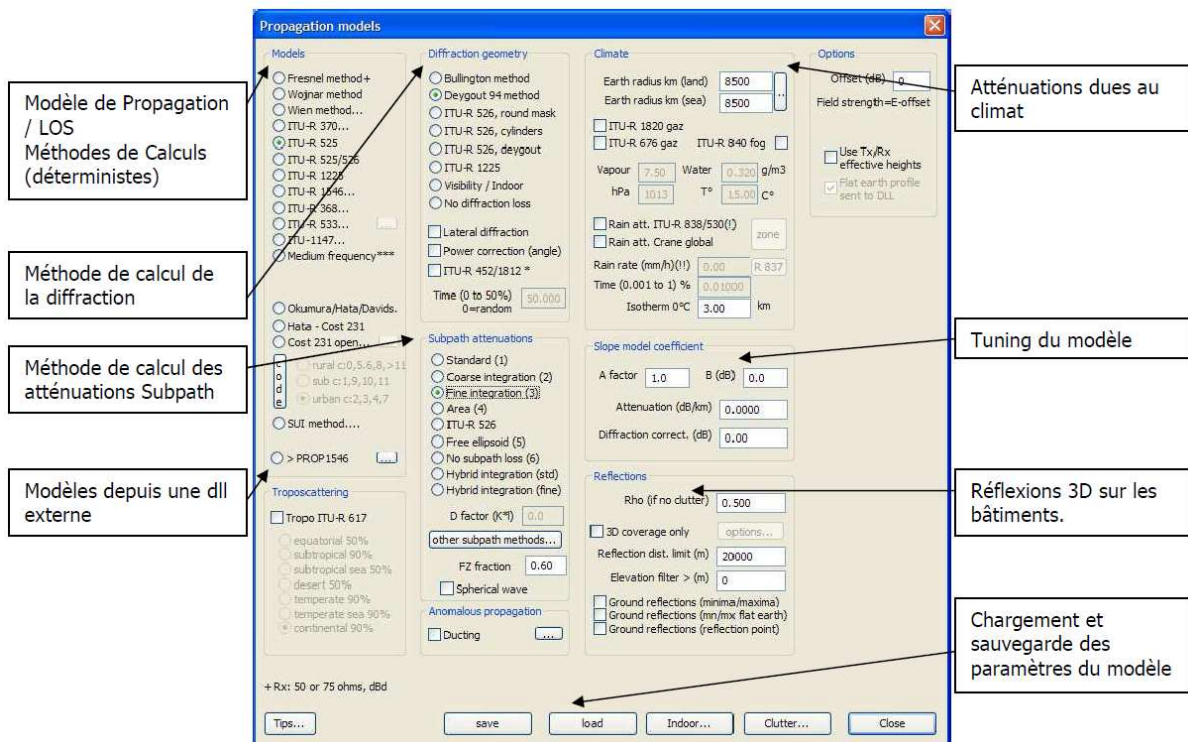 Propagation models
Modèle de Propagation
/ LOS
Méthodes de Calculs
(déterministes)
Méthode de calcul de
la diffraction
Méthode de calcul des
atténuations Subpath
Modèles depuis une dll
externe
Models
Fresnel method+
Wojnar method
Wien method...
ITU-R 370...
ITU-R 525
ITU-R 525/526
ITU-R 1225
ITU-R 1546...
ITU-R 368...
ITU-R 533...
...
ITU-1147...
Medium frequency***
Okumura/Hata/Davids.
Hata - Cost 231
Cost 231 open...
code
rural c:0,5.6,8,>11
sub c:1,9,10,11
urban c:2,3,4,7
SUI method....
> PROP1546 ...
Troposcattering
Tropo ITU-R 617
equatorial 50%
subtropical 90%
subtropical sea 50%
desert 50%
temperate 90%
temperate sea 90%
continental 90%
+ Rx: 50 or 75 ohms, dBd
Diffraction geometry
Bullington method
Deygout 94 method
ITU-R 526, round mask
ITU-R 526, cylinders
ITU-R 526, deygout
ITU-R 1225
Visibility / Indoor
No diffraction loss
Lateral diffraction
Power correction (angle)
ITU-R 452/1812 *
Time (0 to 50%) 50.000
0=random
Subpath attenuations
Standard (1)
Coarse integration (2)
Fine integration (3)
Area (4)
ITU-R 526
Free ellipsoid (5)
No subpath loss (6)
Hybrid integration (std)
Hybrid integration (fine)
D factor (K*l) 0.0
other subpath methods...
FZ fraction 0.60
Spherical wave
Anomalous propagation
Ducting ...
Climate
Earth radius km (land) 8500
Earth radius km (sea) 8500
..
ITU-R 1820 gaz
ITU-R 676 gaz ITU-R 840 fog
Vapour 7.50 Water 0.320 g/m3
hPa 1013 T° 15.00 C°
Rain att. ITU-R 838/530(!)
Rain att. Crane global
zone
Rain rate (mm/h)(!!) 0.00 R 837
Time (0.001 to 1) % 0.01000
Isotherm 0°C 3.00 km
Slope model coefficient
A factor 1.0 B (dB) 0.0
Attenuation (dB/km) 0.0000
Diffraction correct. (dB) 0.00
Reflections
Rho (if no clutter) 0.500
3D coverage only options...
Reflection dist. limit (m) 20000
Elevation filter > (m) 0
Ground reflections (minima/maxima)
Ground reflections (mn/mx flat earth)
Ground reflections (reflection point)
Options
Offset (dB) 0
Field strength=E-offset
Use Tx/Rx
effective heights
Flat earth profile
sent to DLL
Tips... save load Indoor... Clutter... Close
Atténuations dues au
climat
Tuning du modèle
Réflexions 3D sur les
bâtiments.
Chargement et
sauvegarde des
paramètres du modèle